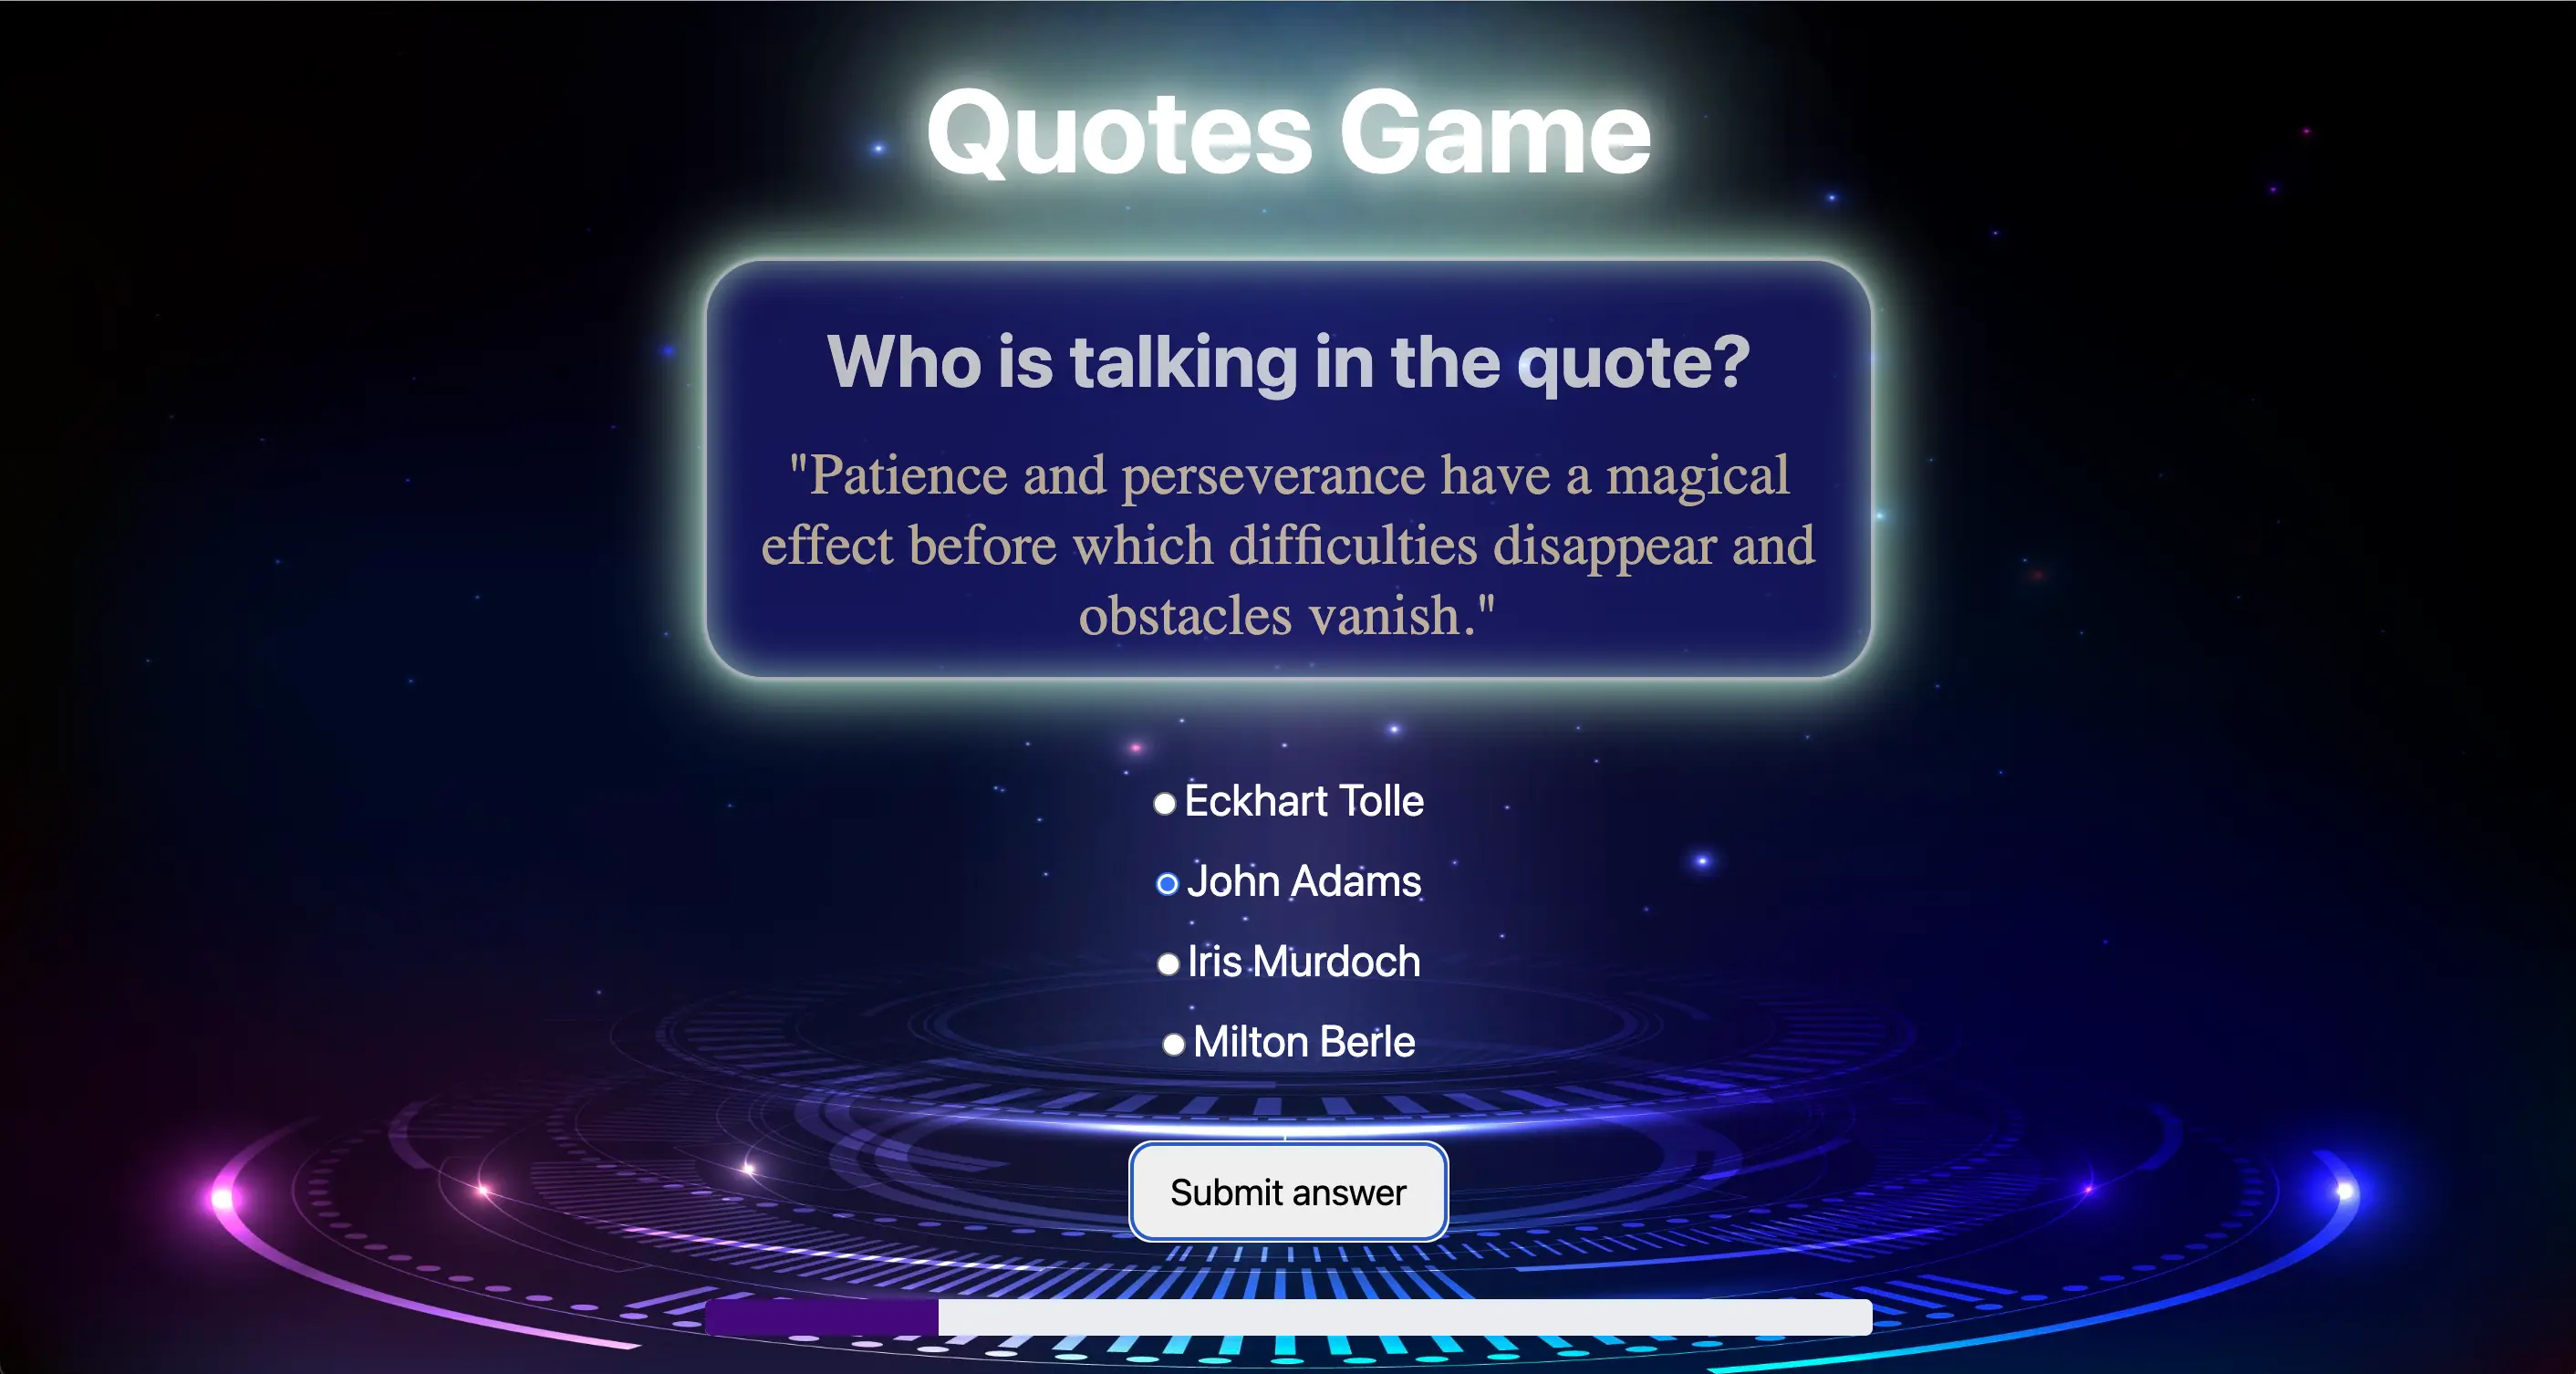 Quotes Game
Who is talking in the quote?
"Patience and perseverance have a magical
effect before which difficulties disappear and
obstacles vanish."
Eckhart Tolle
John Adams
Iris Murdoch
Milton Berle
Submit answer